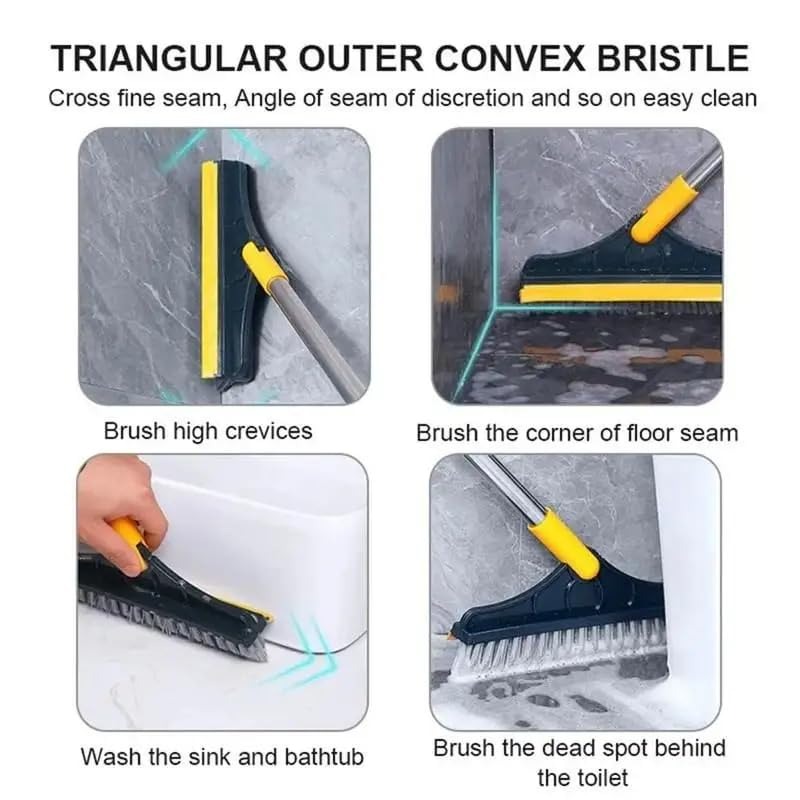 TRIANGULAR OUTER CONVEX BRISTLE
Cross fine seam, Angle of seam of discretion and so on easy clean
Brush high crevices
Brush the corner of floor seam
Wash the sink and bathtub
Brush the dead spot behind
the toilet